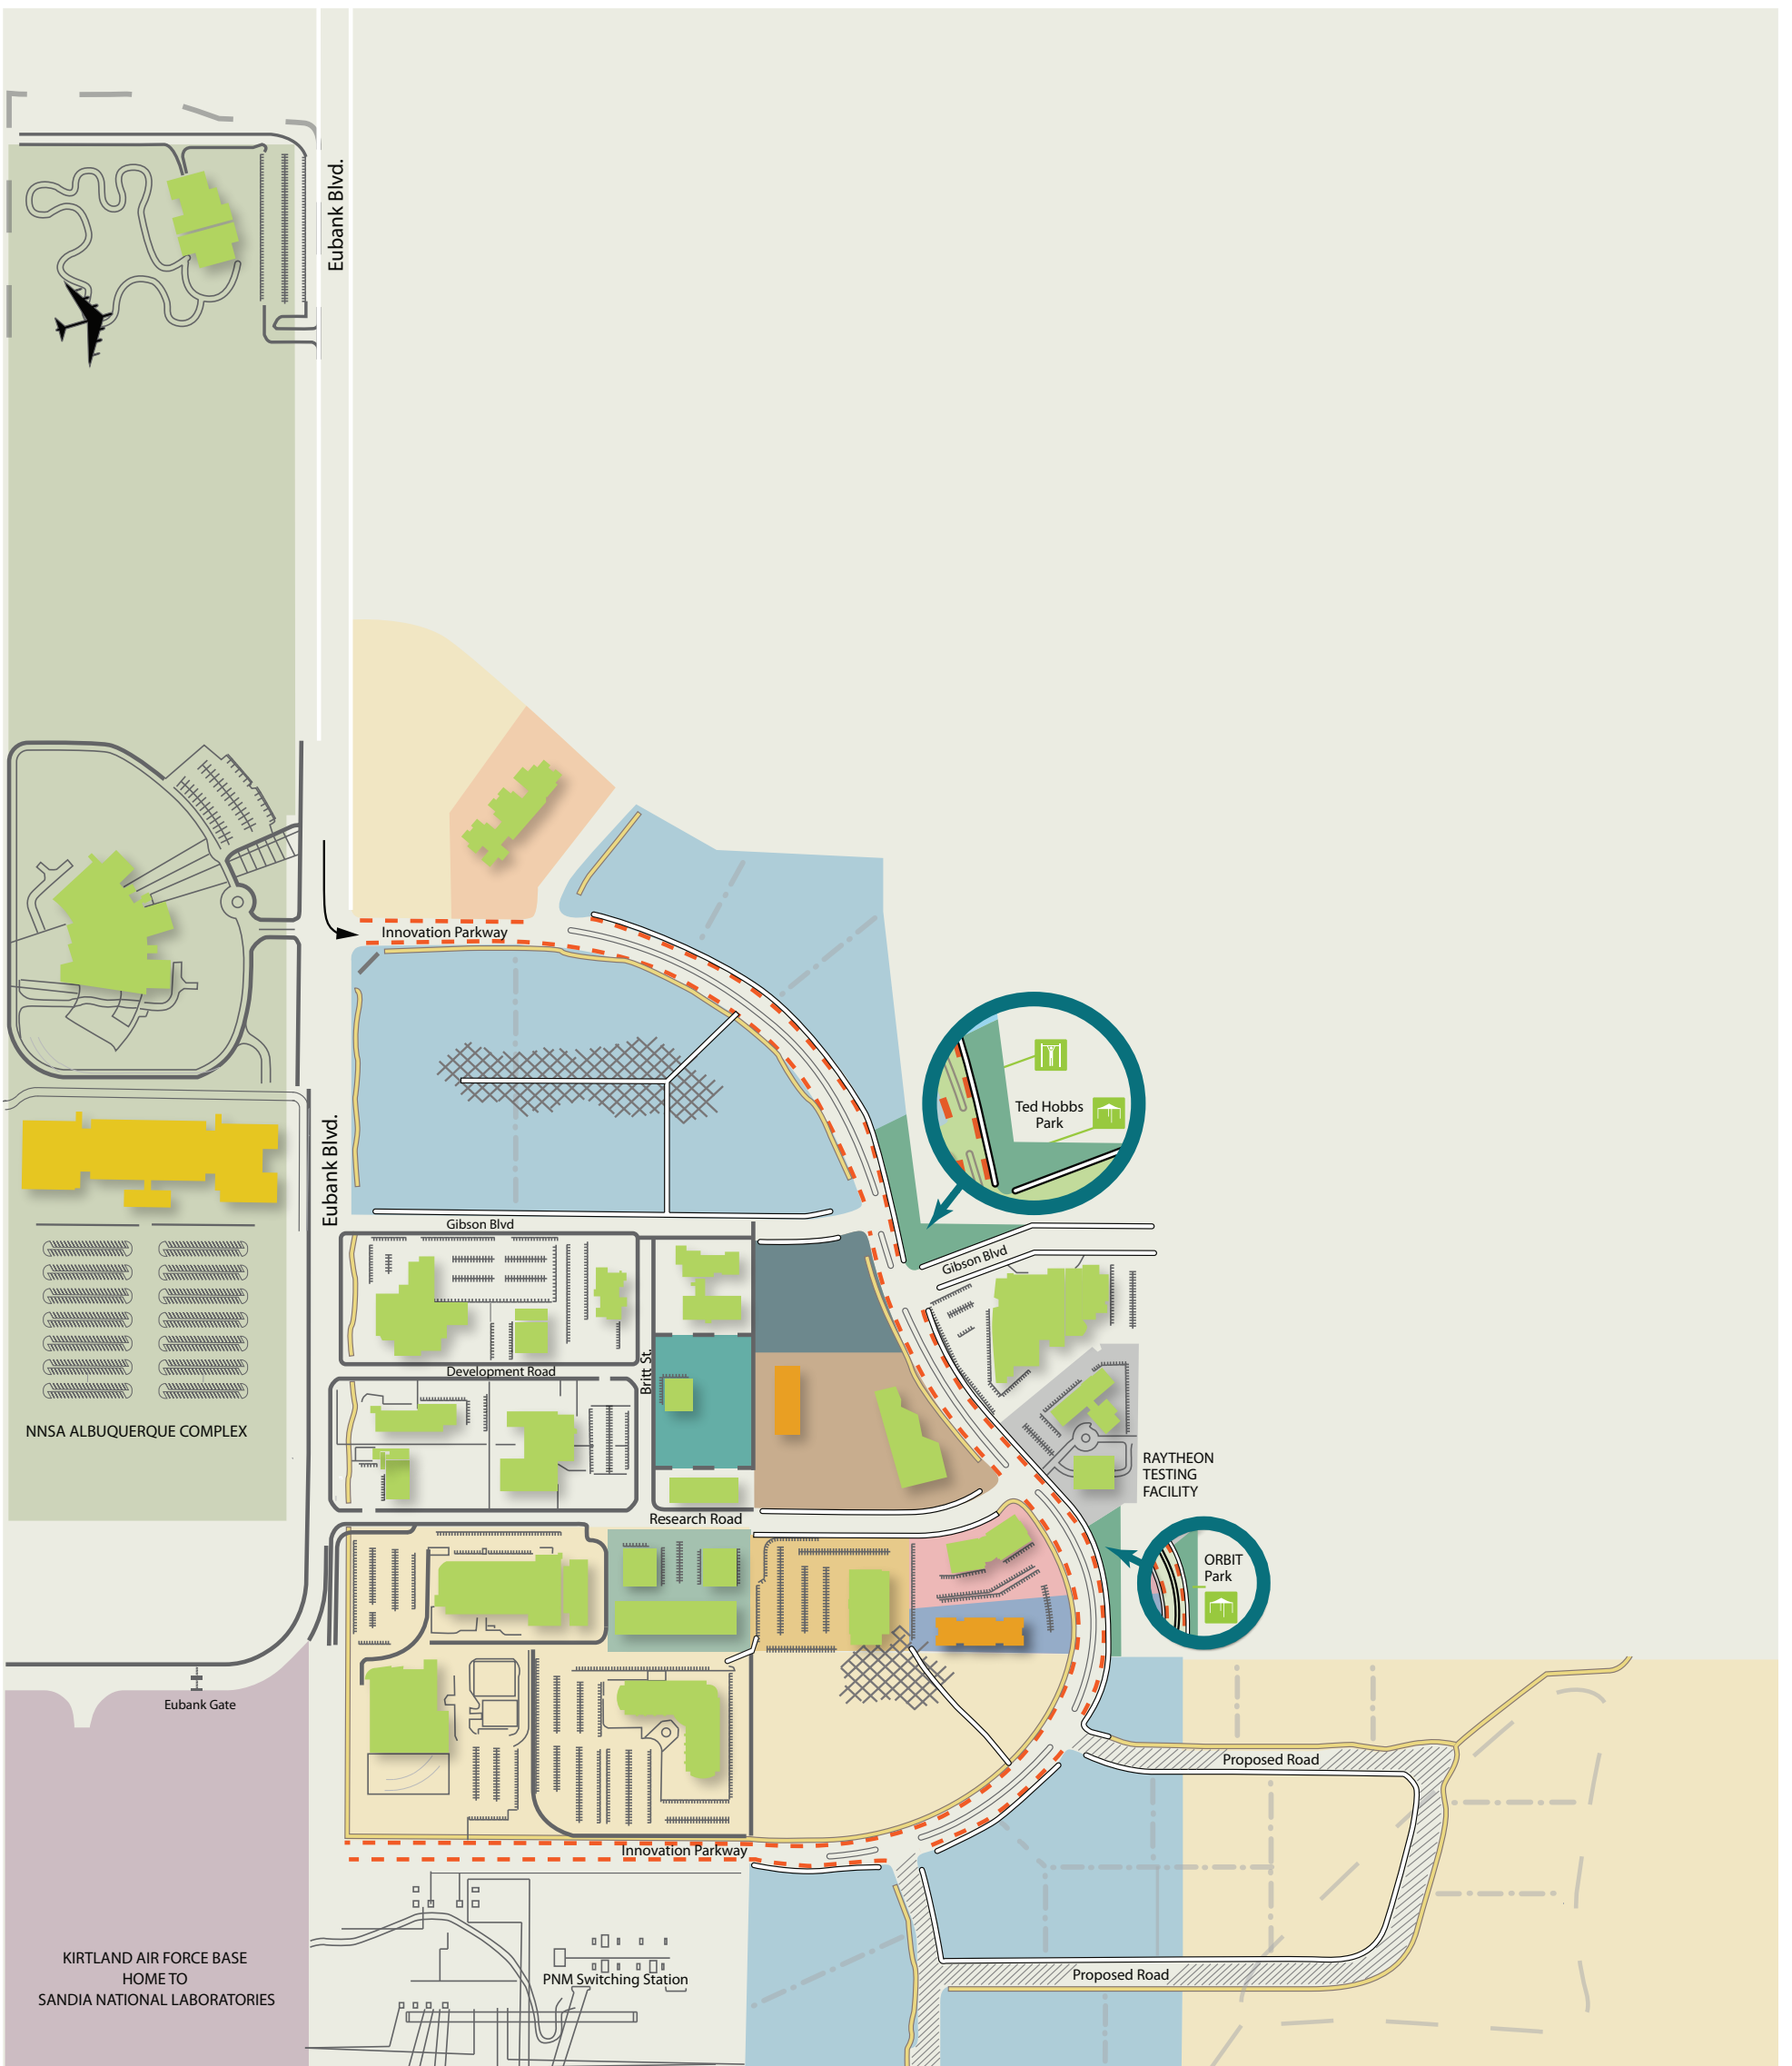 Eubank Blvd.
Innovation Parkway
Ted Hobbs
Park
Eubank Blvd.
Gibson Blvd
Gibson Blvd
Development Road
Britt St.
NNSA ALBUQUERQUE COMPLEX
RAYTHEON
TESTING
FACILITY
Research Road
ORBIT
Park
Eubank Gate
Proposed Road
Innovation Parkway
KIRTLAND AIR FORCE BASE
HOME TO
SANDIA NATIONAL LABORATORIES
PNM Switching Station
Proposed Road